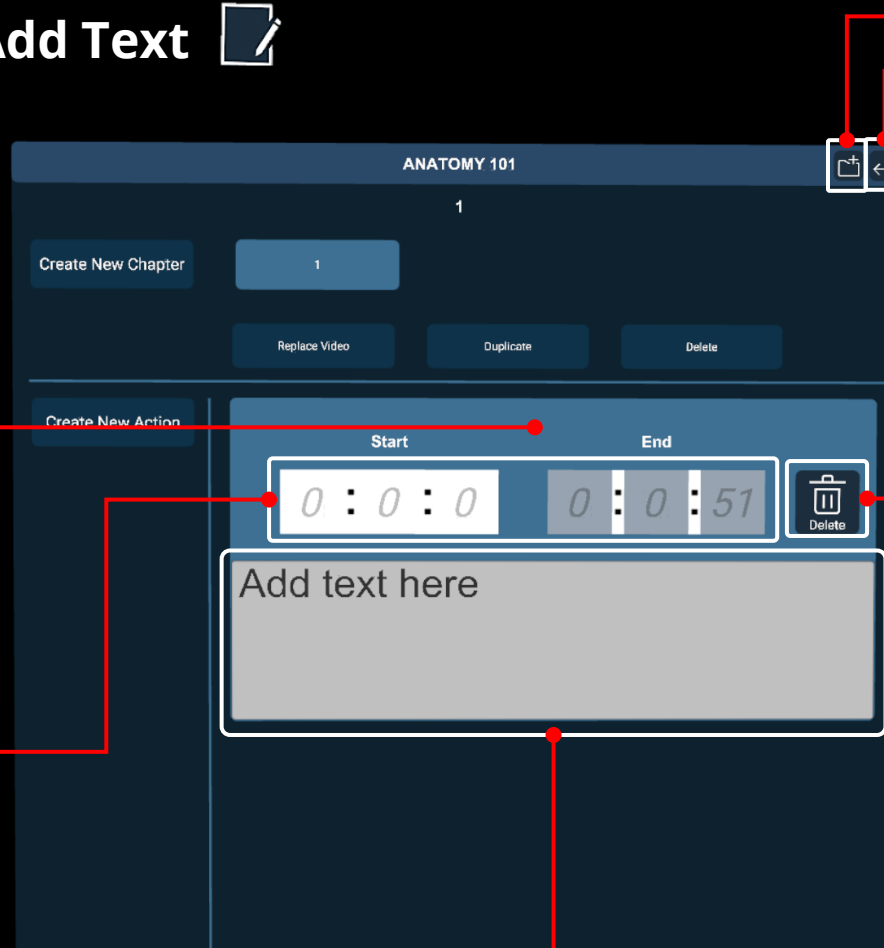 Add Text
ANATOMY 101
1
Create New Chapter
1
Replace Video
Duplicate
Delete
Create New Action
Start
End
0 : 0 : 0
0 : 0 : 51
Delete
Add text here